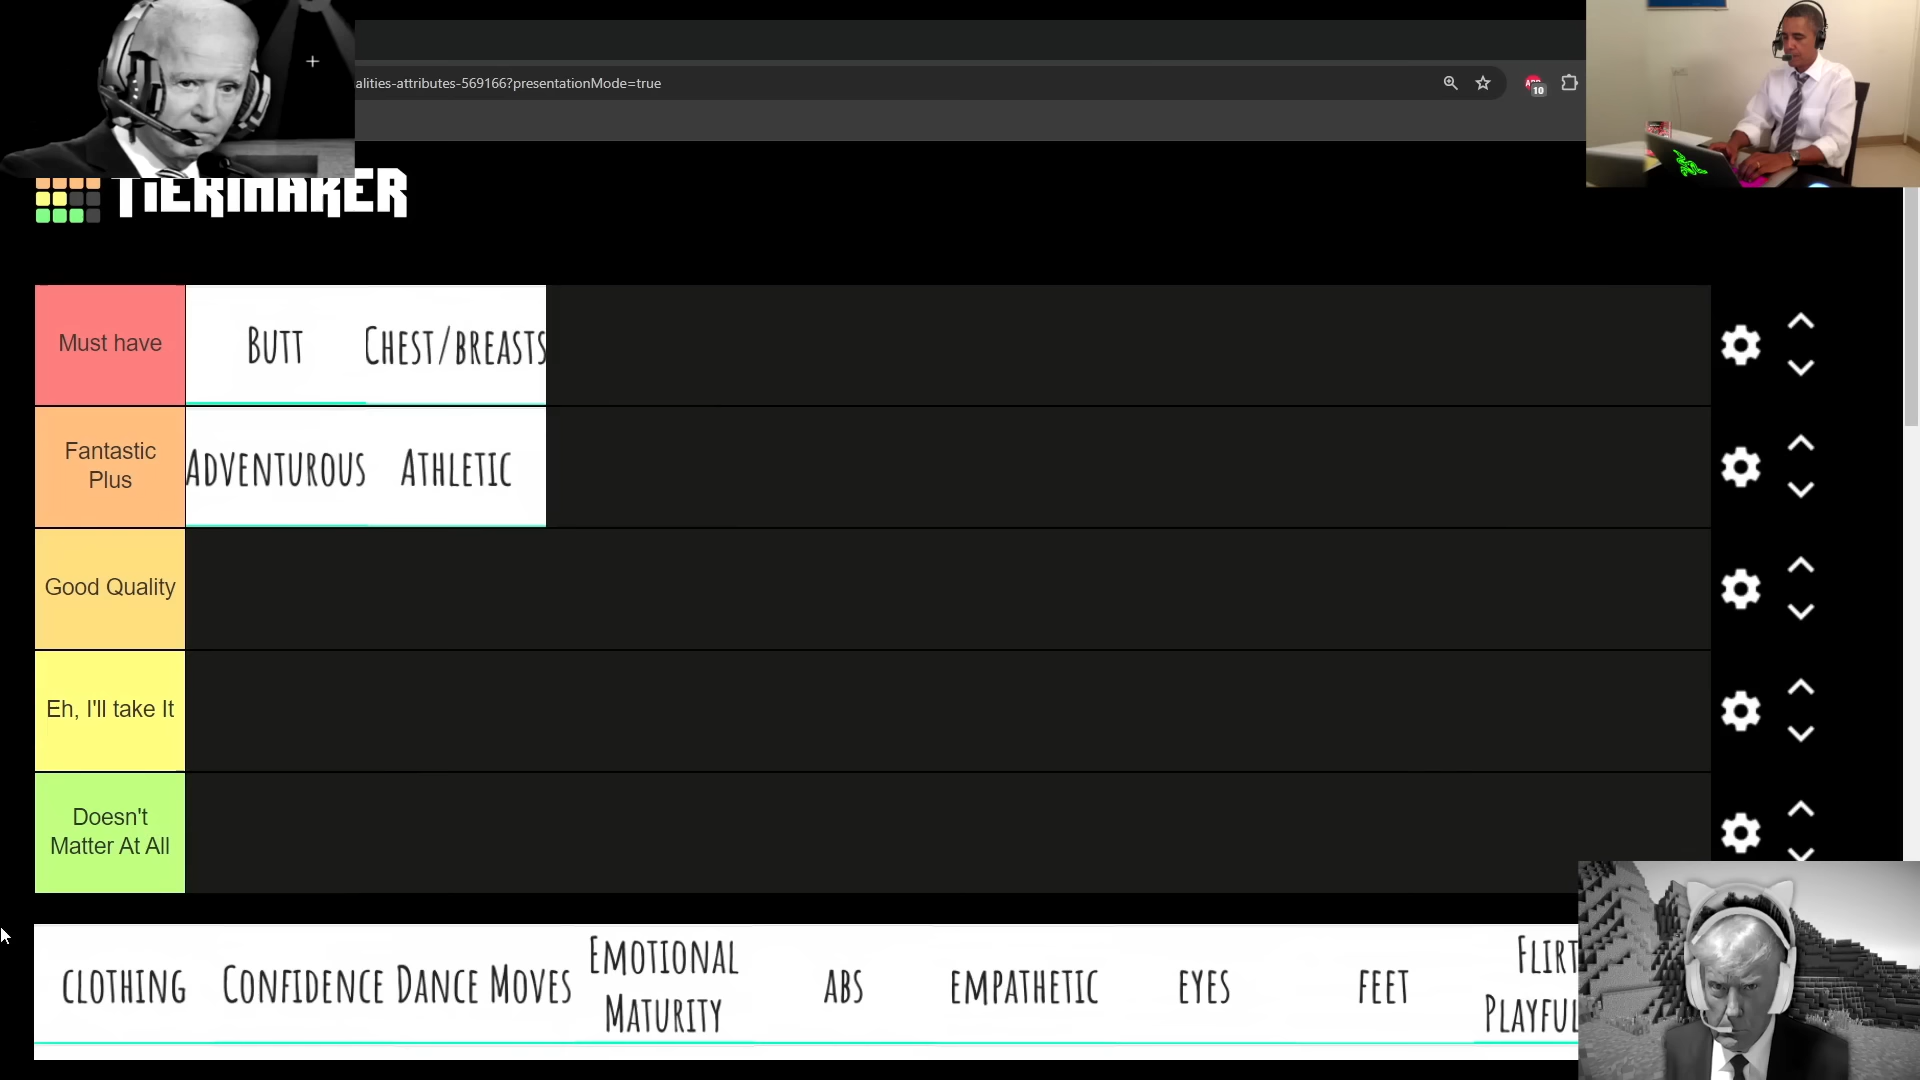 alities-attributes-569166?presentationMode=true
10
TIERMAKER
Must have
BUTT
CHEST/BREASTS
Fantastic
Plus
ADVENTUROUS
ATHLETIC
Good Quality
Eh, I'll take It
Doesn't
Matter At All
CLOTHING
CONFIDENCE
DANCE MOVES
EMOTIONAL
MATURITY
ABS
EMPATHETIC
EYES
FEET
FLIRT
PLAYFUL